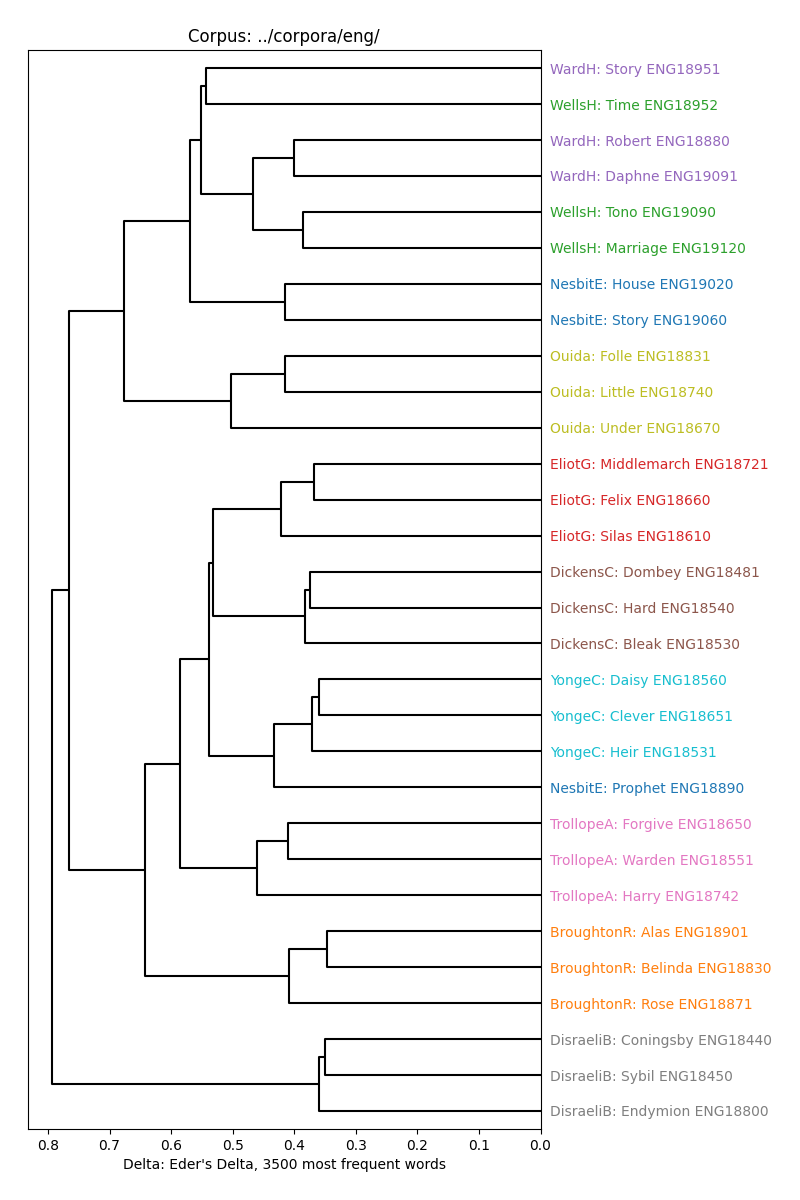 Corpus: ../corpora/eng/
WardH: Story ENG18951
WellsH: Time ENG18952
WardH: Robert ENG18880
WardH: Daphne ENG19091
WellsH: Tono ENG19090
WellsH: Marriage ENG19120
NesbitE: House ENG19020
NesbitE: Story ENG19060
Ouida: Folle ENG18831
Ouida: Little ENG18740
Ouida: Under ENG18670
EliotG: Middlemarch ENG18721
EliotG: Felix ENG18660
EliotG: Silas ENG18610
DickensC: Dombey ENG18481
DickensC: Hard ENG18540
DickensC: Bleak ENG18530
YongeC: Daisy ENG18560
YongeC: Clever ENG18651
YongeC: Heir ENG18531
NesbitE: Prophet ENG18890
TrollopeA: Forgive ENG18650
TrollopeA: Warden ENG18551
TrollopeA: Harry ENG18742
BroughtonR: Alas ENG18901
BroughtonR: Belinda ENG18830
BroughtonR: Rose ENG18871
DisraeliB: Coningsby ENG18440
DisraeliB: Sybil ENG18450
DisraeliB: Endymion ENG18800
0.8 0.7 0.6 0.5 0.4 0.3 0.2 0.1 0.0
Delta: Eder's Delta, 3500 most frequent words